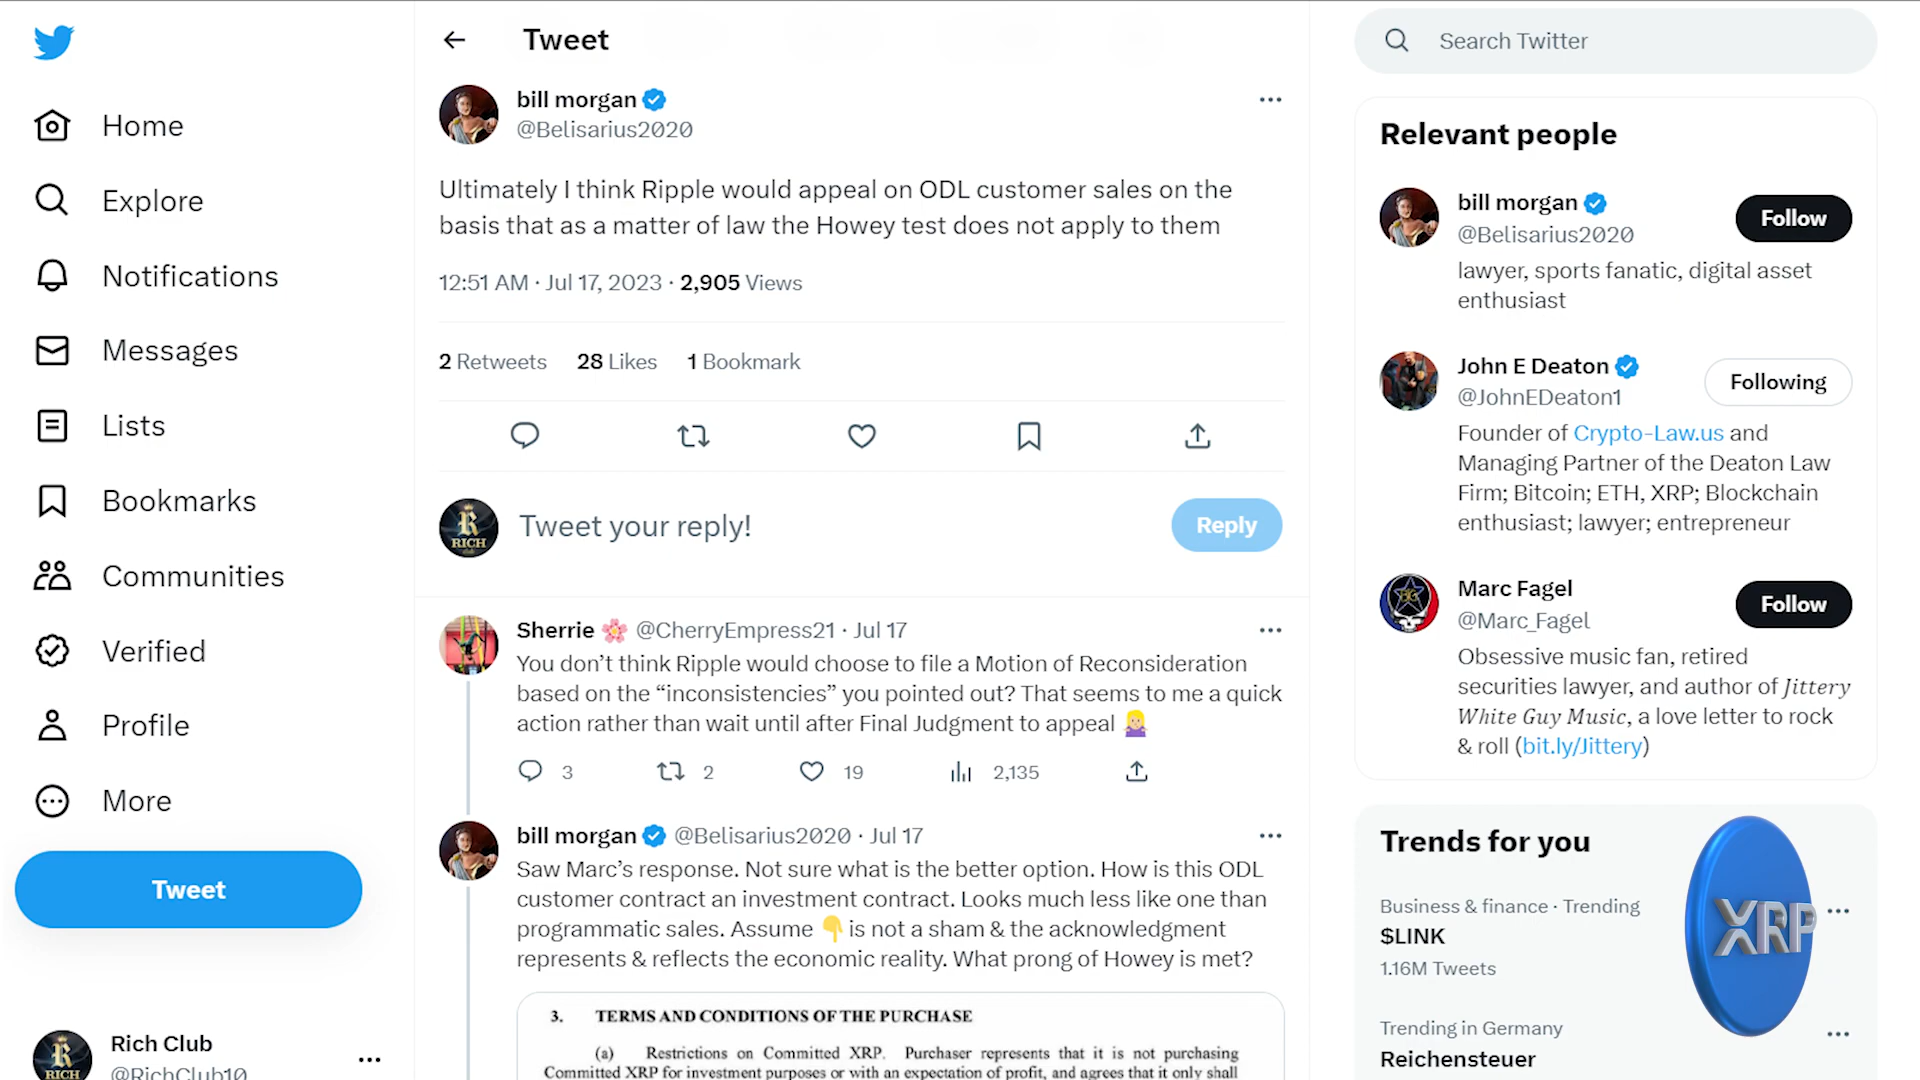 Home
Explore
Notifications
Messages
Lists
Bookmarks
Communities
Verified
Profile
More
Tweet
Rich Club
@RichClub10
RICH
Tweet
bill morgan
@Belisarius2020
Ultimately I think Ripple would appeal on ODL customer sales on the
basis that as a matter of law the Howey test does not apply to them
12:51 AM · Jul 17, 2023 · 2,905 Views
2 Retweets 28 Likes 1 Bookmark
RICH
Tweet your reply!
Reply
Sherrie 🌸 @CherryEmpress21 · Jul 17
You don’t think Ripple would choose to file a Motion of Reconsideration
based on the “inconsistencies” you pointed out? That seems to me a quick
action rather than wait until after Final Judgment to appeal 🤷🏼‍♀️
3 2 19 2,135
bill morgan @Belisarius2020 · Jul 17
Saw Marc’s response. Not sure what is the better option. How is this ODL
customer contract an investment contract. Looks much less like one than
programmatic sales. Assume 👇 is not a sham & the acknowledgment
represents & reflects the economic reality. What prong of Howey is met?
3. TERMS AND CONDITIONS OF THE PURCHASE
(a) Restrictions on Committed XRP. Purchaser represents that it is not purchasing
Committed XRP for investment purposes or with an expectation of profit, and agrees that it only shall
Search Twitter
Relevant people
bill morgan
@Belisarius2020
Follow
lawyer, sports fanatic, digital asset
enthusiast
John E Deaton
@JohnEDeaton1
Following
Founder of Crypto-Law.us and
Managing Partner of the Deaton Law
Firm; Bitcoin; ETH, XRP; Blockchain
enthusiast; lawyer; entrepreneur
Marc Fagel
@Marc_Fagel
Follow
Obsessive music fan, retired
securities lawyer, and author of Jittery
White Guy Music, a love letter to rock
& roll (bit.ly/Jittery)
Trends for you
Business & finance · Trending
$LINK
1.16M Tweets
Trending in Germany
Reichensteuer
XRP